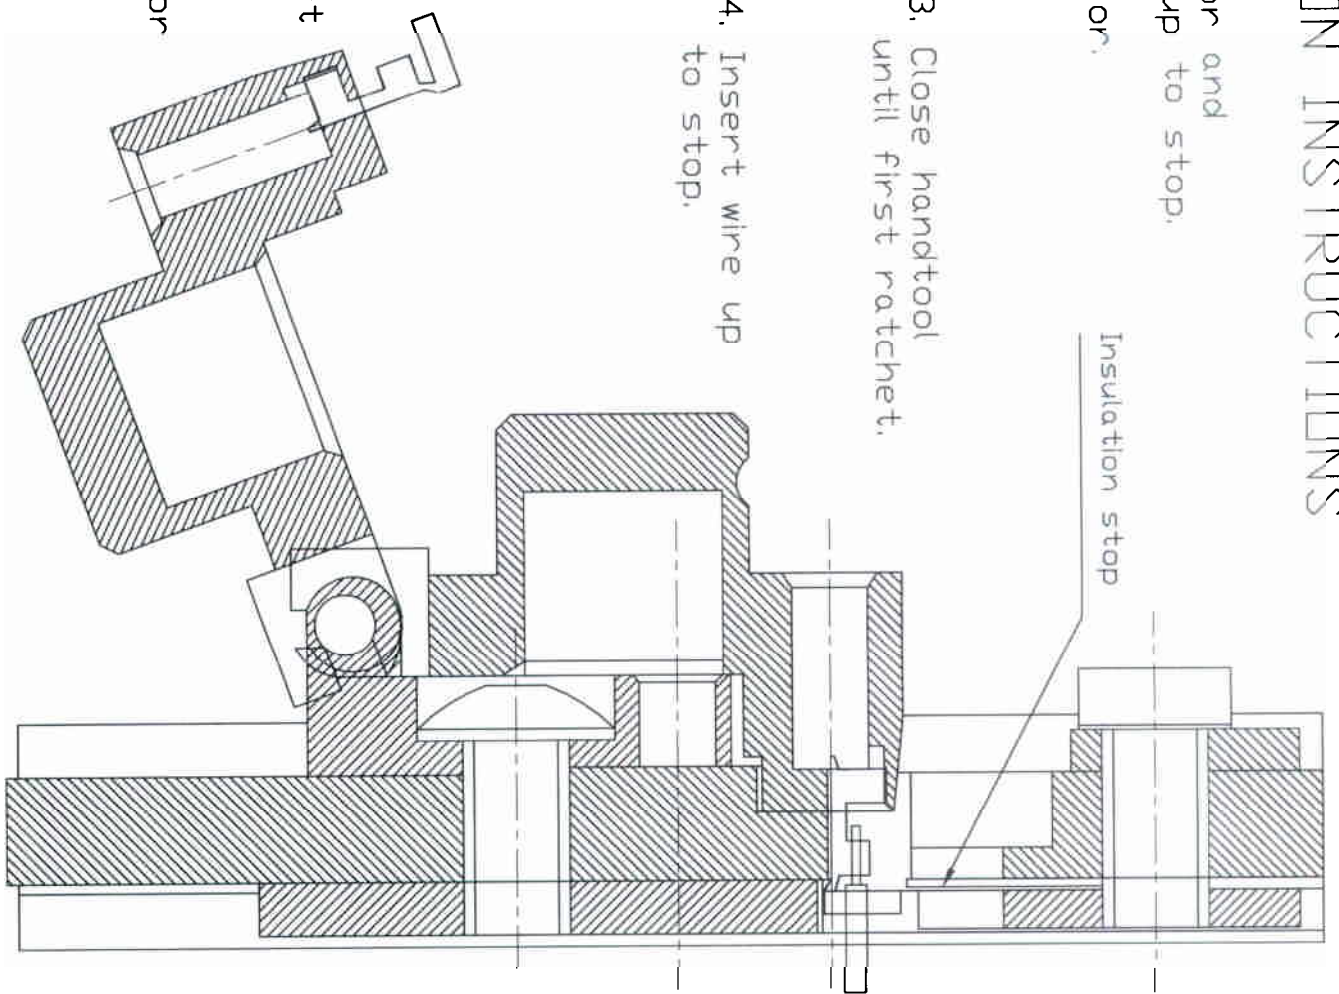 INSTRUCTIONS
or and
up to stop.
or.
3. Close handtool
until first ratchet.
4. Insert wire up
to stop.
t
or
Insulation stop